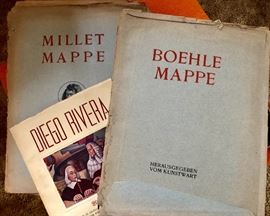 MILLET
MAPPE
BOEHLE
MAPPE
HERAUSGEGEBEN
VOM KUNSTWART
DIEGO RIVERA